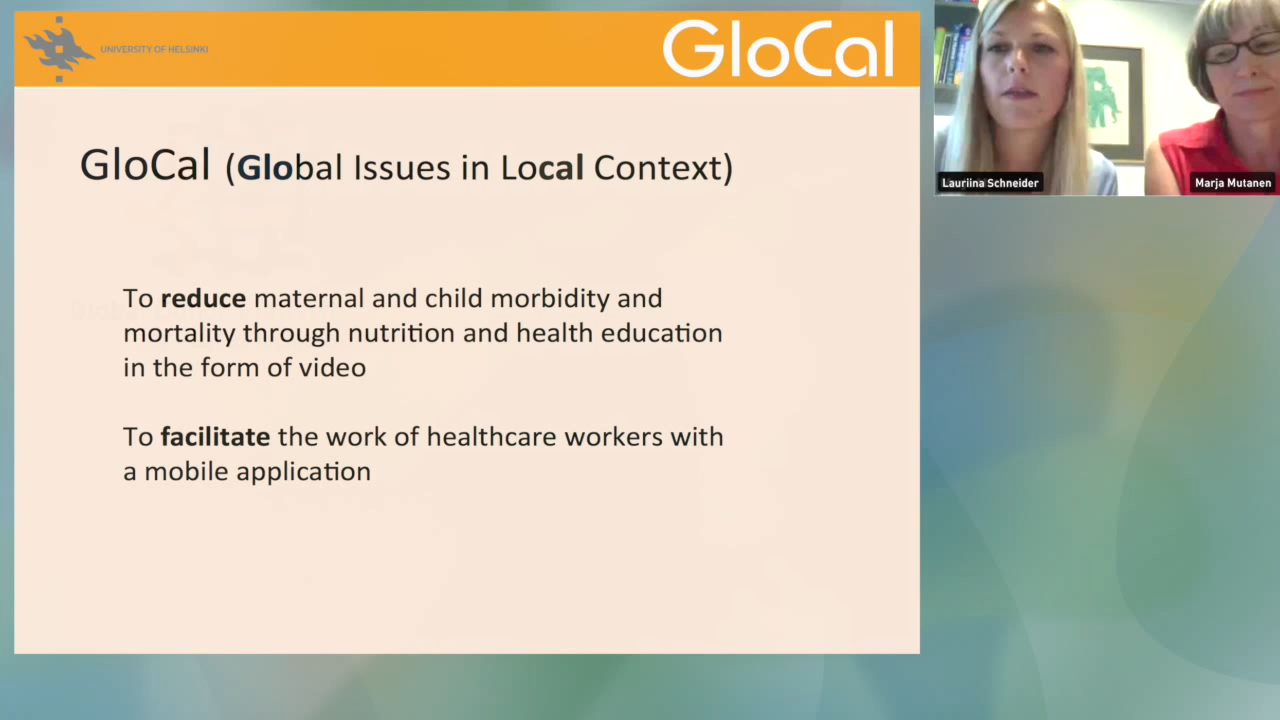 UNIVERSITY OF HELSINKI
GloCal
GloCal (Global Issues in Local Context)
To reduce maternal and child morbidity and
mortality through nutrition and health education
in the form of video
To facilitate the work of healthcare workers with
a mobile application
Lauriina Schneider
Marja Mutanen